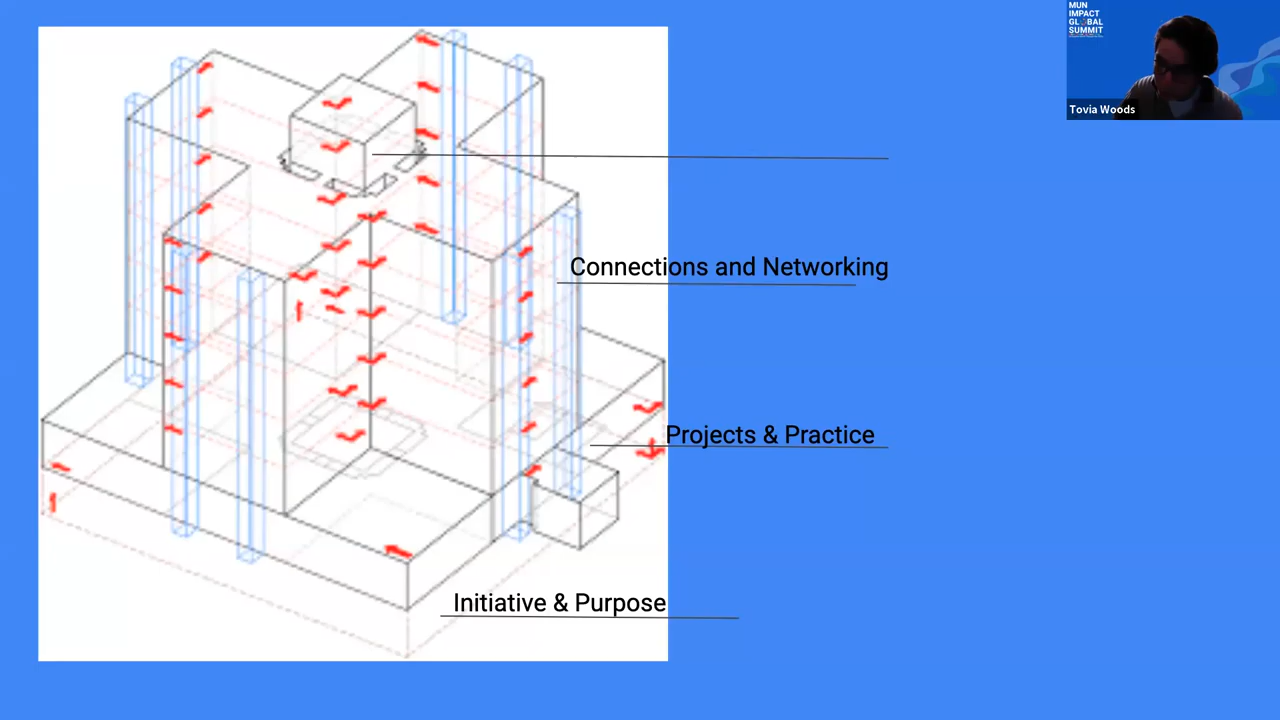 MUN
IMPACT
GLOBAL
SUMMIT
Tovia Woods
Connections and Networking
Projects & Practice
Initiative & Purpose